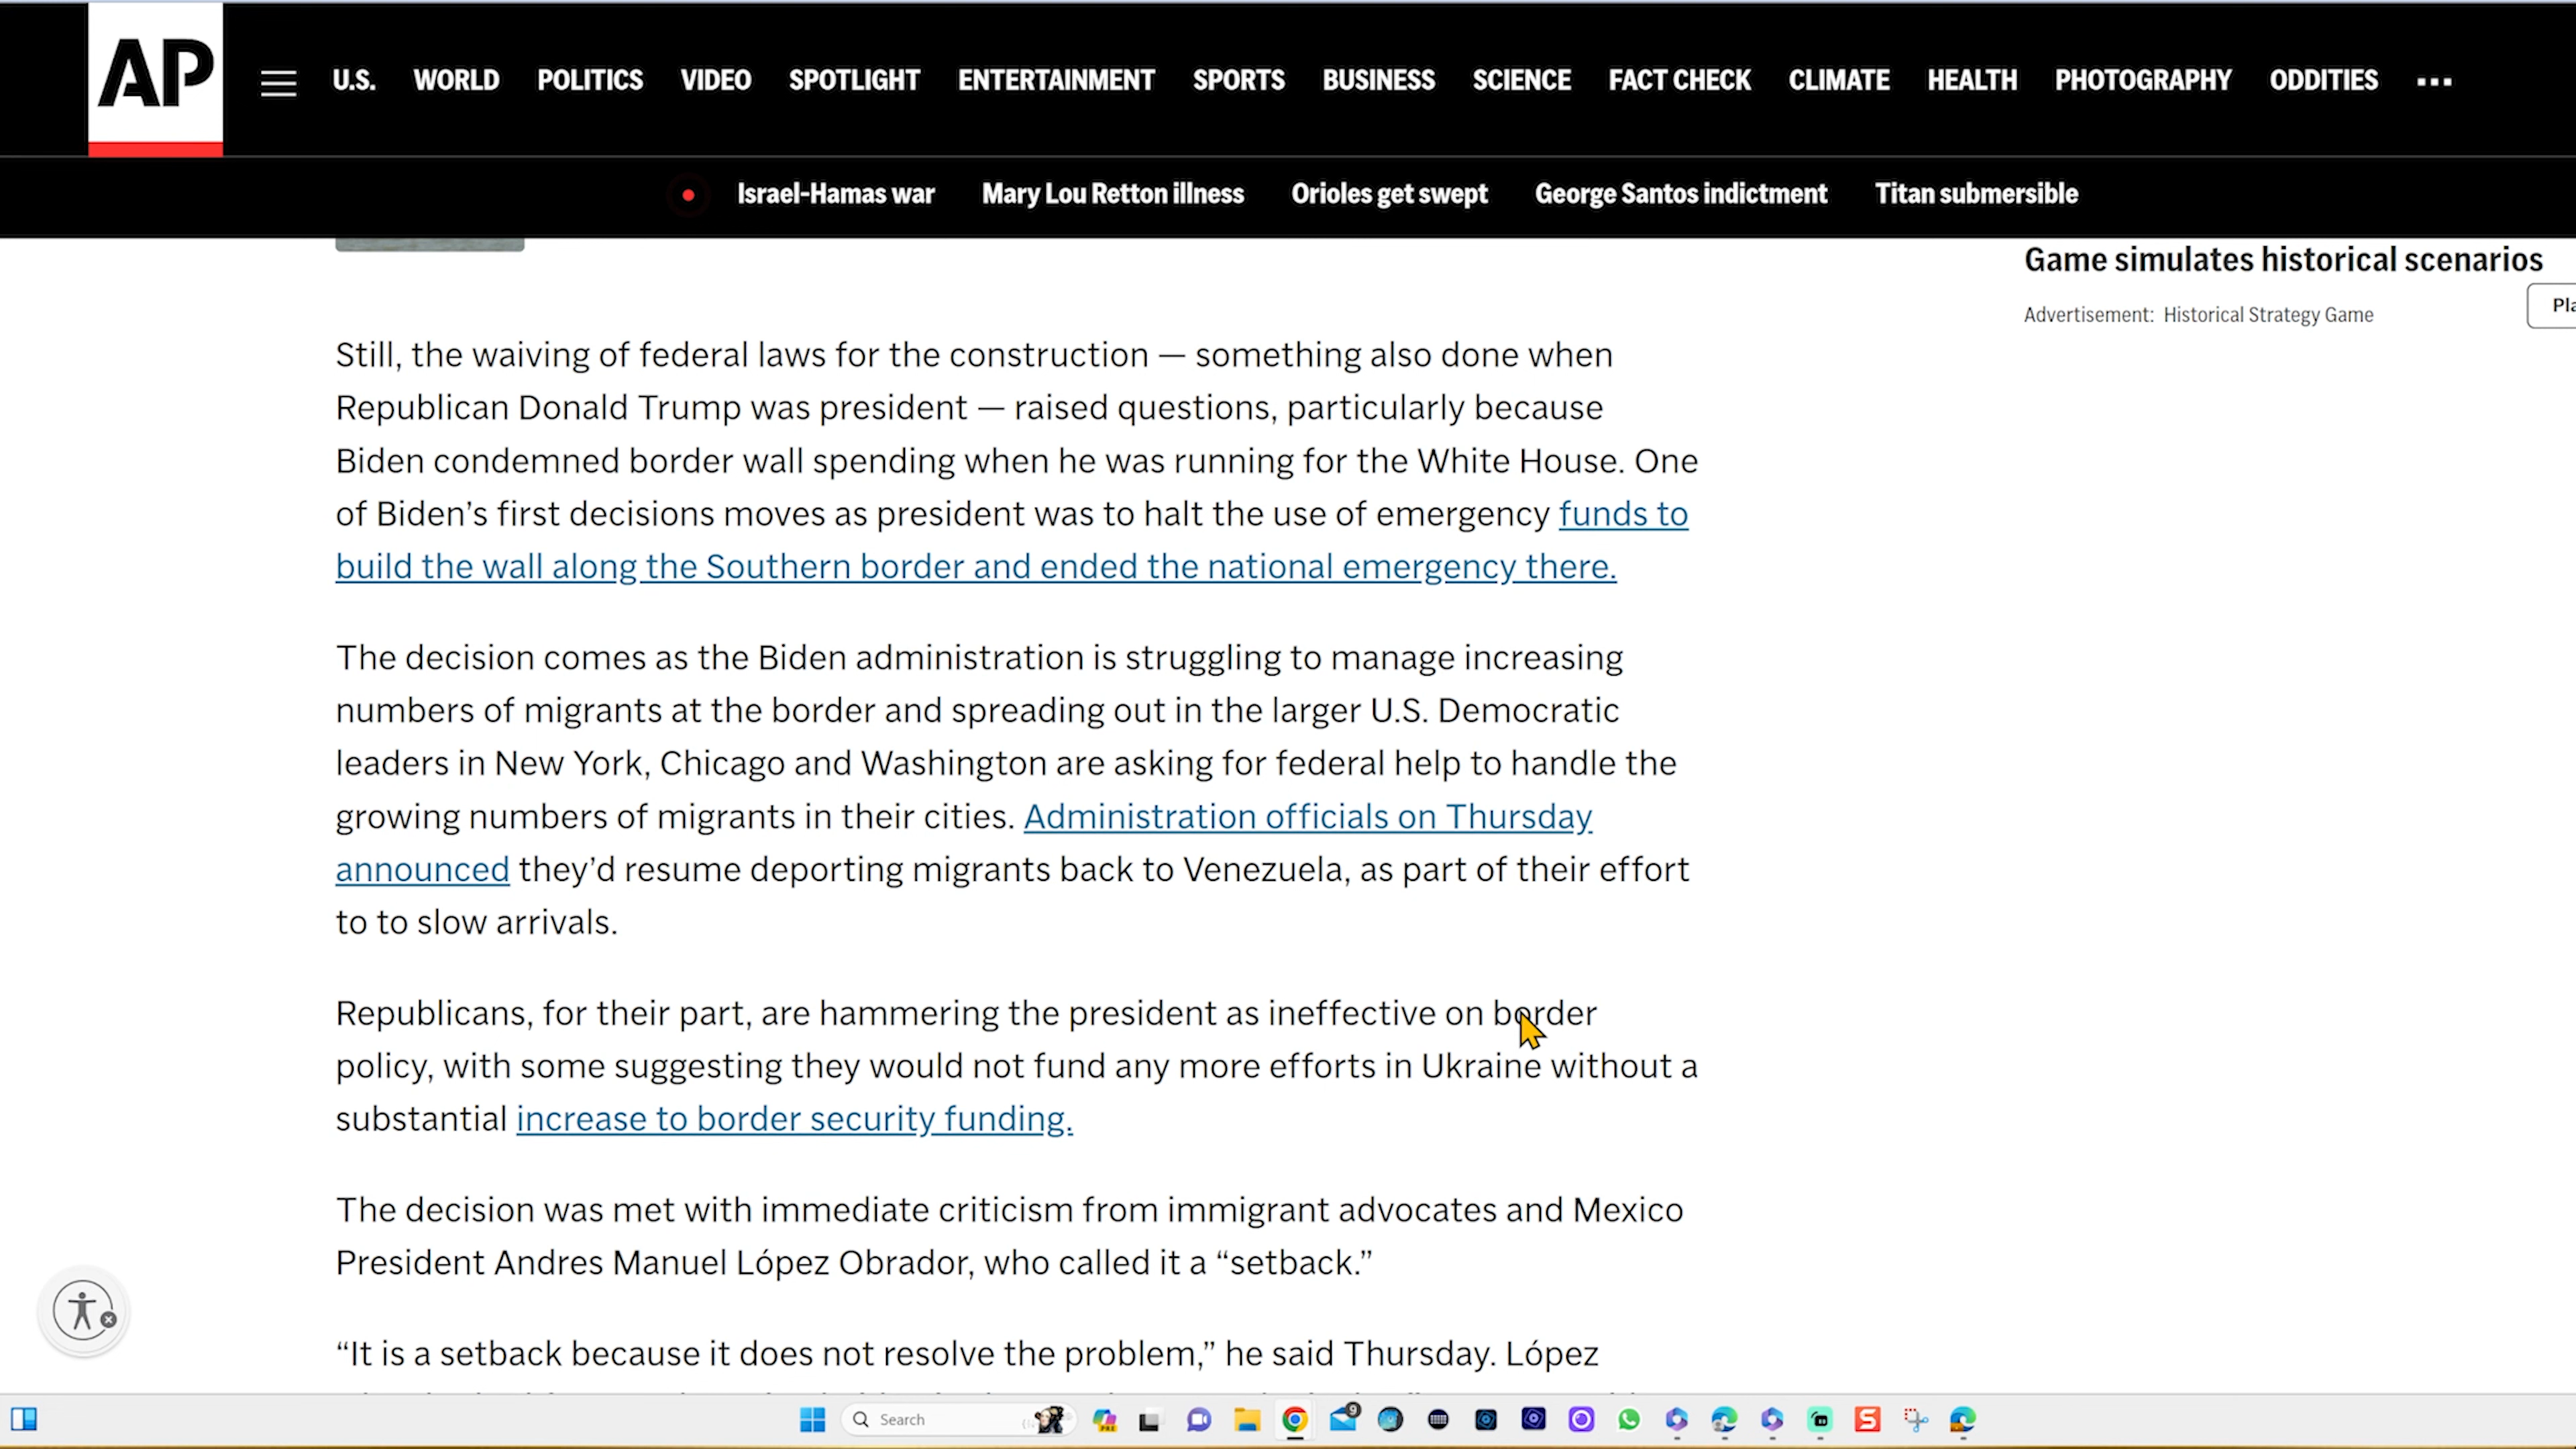 AP
U.S. WORLD POLITICS VIDEO SPOTLIGHT ENTERTAINMENT SPORTS BUSINESS SCIENCE FACT CHECK CLIMATE HEALTH PHOTOGRAPHY ODDITIES
Israel-Hamas war Mary Lou Retton illness Orioles get swept George Santos indictment Titan submersible
Game simulates historical scenarios
Advertisement: Historical Strategy Game
Still, the waiving of federal laws for the construction — something also done when
Republican Donald Trump was president — raised questions, particularly because
Biden condemned border wall spending when he was running for the White House. One
of Biden’s first decisions moves as president was to halt the use of emergency funds to
build the wall along the Southern border and ended the national emergency there.
The decision comes as the Biden administration is struggling to manage increasing
numbers of migrants at the border and spreading out in the larger U.S. Democratic
leaders in New York, Chicago and Washington are asking for federal help to handle the
growing numbers of migrants in their cities. Administration officials on Thursday
announced they’d resume deporting migrants back to Venezuela, as part of their effort
to to slow arrivals.
Republicans, for their part, are hammering the president as ineffective on border
policy, with some suggesting they would not fund any more efforts in Ukraine without a
substantial increase to border security funding.
The decision was met with immediate criticism from immigrant advocates and Mexico
President Andres Manuel López Obrador, who called it a “setback.”
“It is a setback because it does not resolve the problem,” he said Thursday. López
Search
9